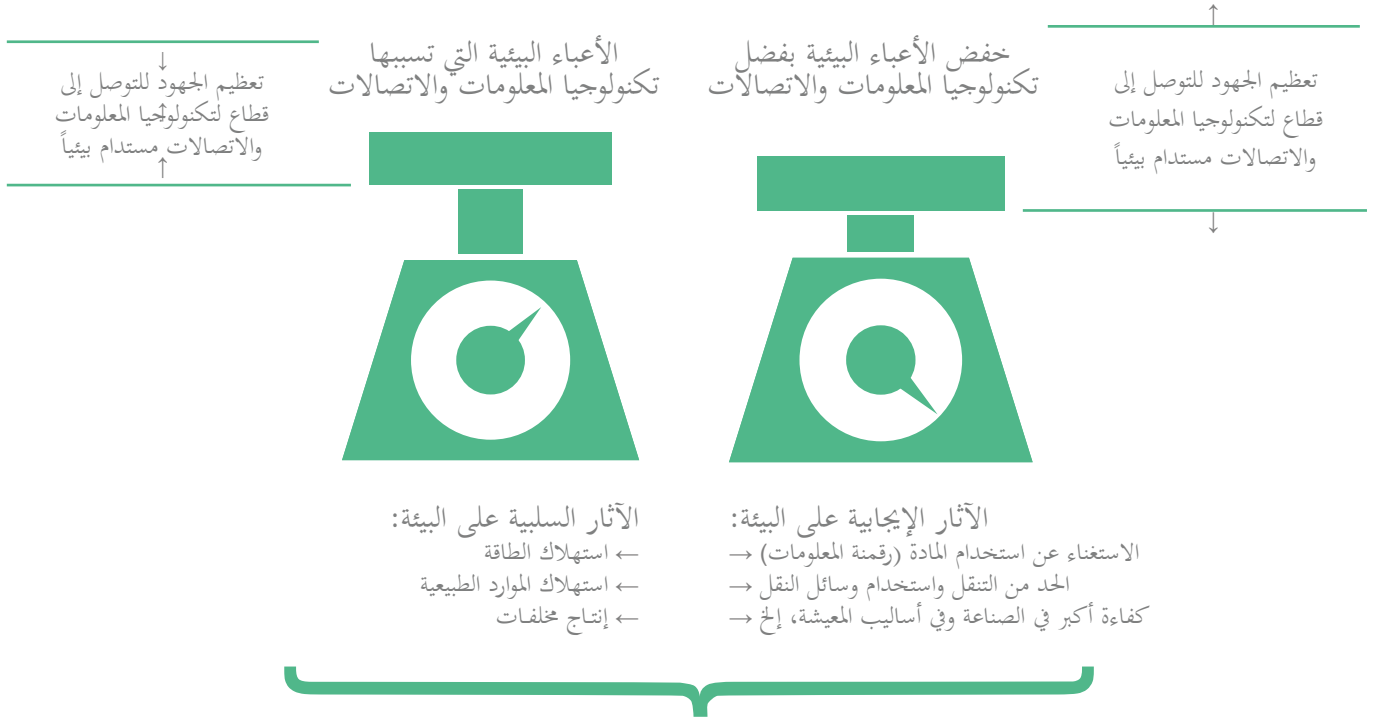 ↑
خفض الأعباء البيئية بفضل
تكنولوجيا المعلومات والاتصالات
تعظيم الجهود للتوصل إلى
قطاع لتكنولوجيا المعلومات
والاتصالات مستدام بيئياً
↓
الأعباء البيئية التي تسببها
تكنولوجيا المعلومات والاتصالات
↓
تعظيم الجهود للتوصل إلى
قطاع لتكنولوجيا المعلومات
والاتصالات مستدام بيئياً
↑
الآثار الإيجابية على البيئة:
الاستغناء عن استخدام المادة (رقمنة المعلومات) →
الحد من التنقل واستخدام وسائل النقل →
كفاءة أكبر في الصناعة وفي أساليب المعيشة، إلخ →
الآثار السلبية على البيئة:
← استهلاك الطاقة
← استهلاك الموارد الطبيعية
← إنتاج مخلفات